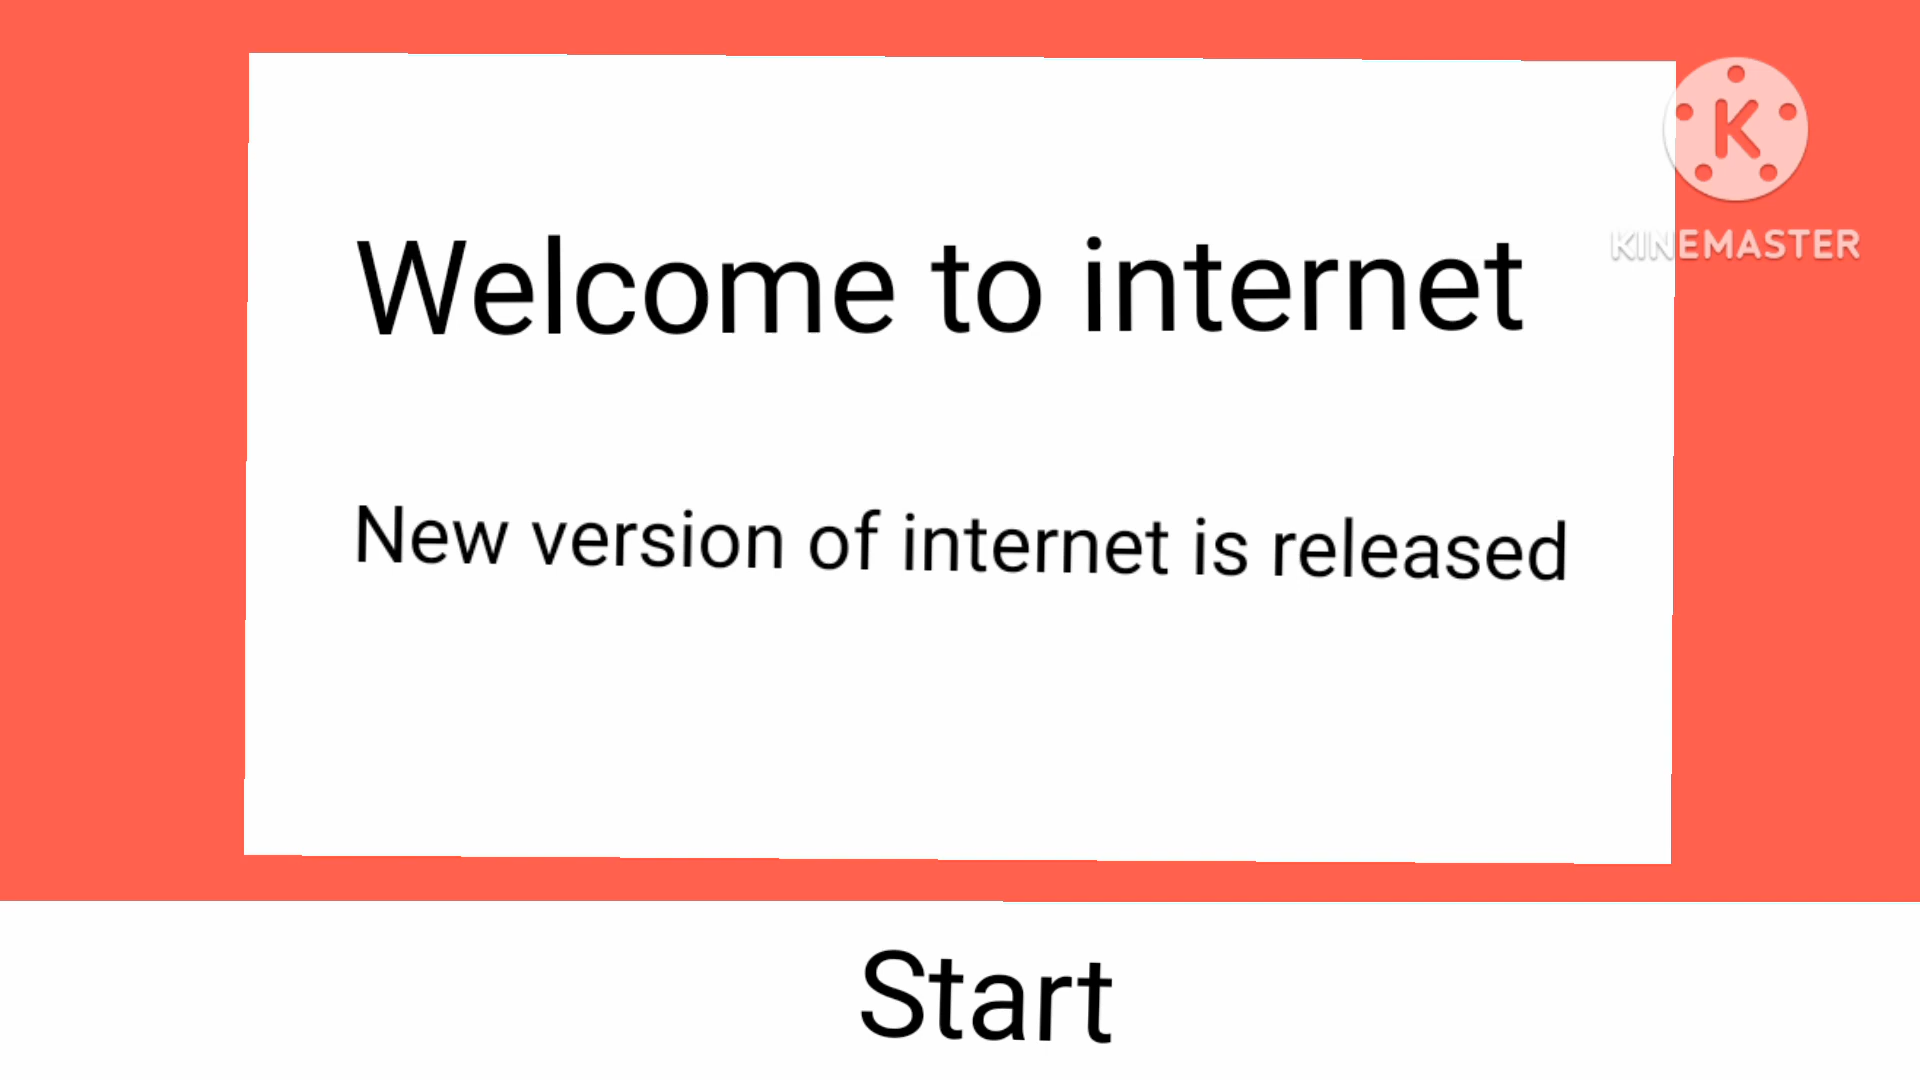 Welcome to internet
K
KINEMASTER
New version of internet is released
Start